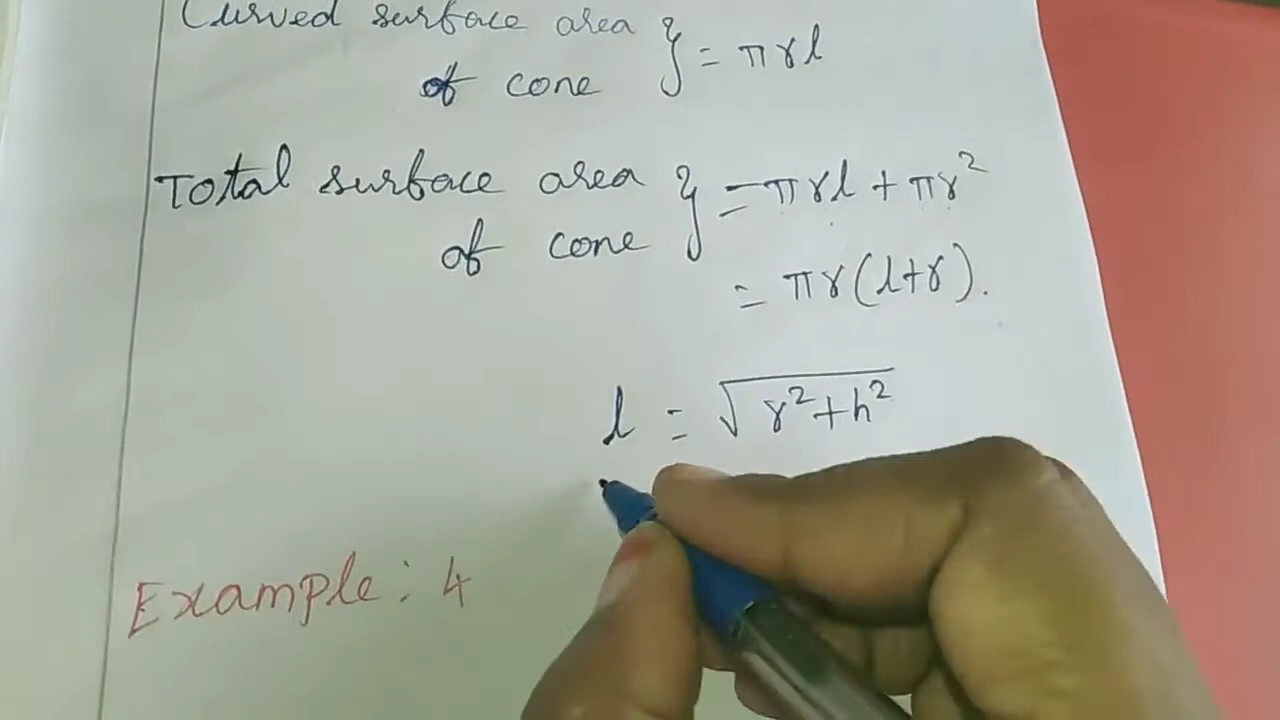 Curved surface area } = πrl
of cone
Total surface area } = πrl + πr²
of cone
= πr(l+r).
l = √r²+h²
Example: 4